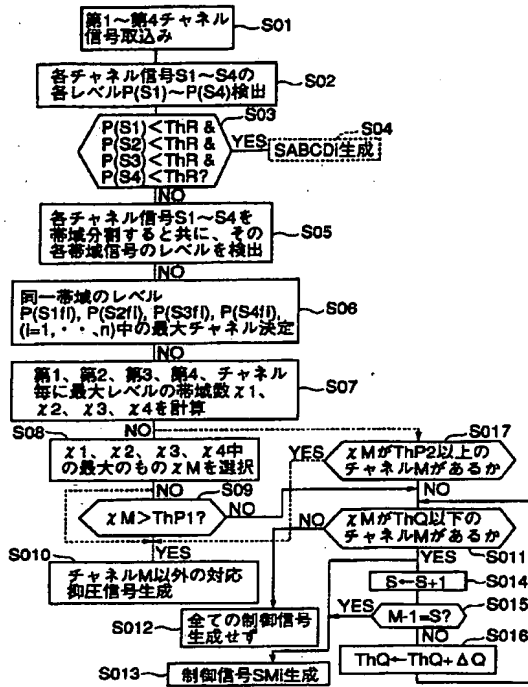 第1〜第4チャネル
信号取込み
S01
各チャネル信号S1〜S4の
各レベルP(S1)〜P(S4)検出
S02
S03
P(S1)<ThR &
P(S2)<ThR &
P(S3)<ThR &
P(S4)<ThR?
YES
S04
SABCDi生成
NO
各チャネル信号S1〜S4を
帯域分割すると共に、その
各帯域信号のレベルを検出
S05
NO
同一帯域のレベル
P(S1fi), P(S2fi), P(S3fi), P(S4fi),
(i=1,・・、n)中の最大チャネル決定
S06
NO
第1、第2、第3、第4、チャネル
毎に最大レベルの帯域数χ1、
χ2、χ3、χ4を計算
S07
NO
S08
χ1、χ2、χ3、χ4中
の最大のものχMを選択
YES
S017
χMがThP2以上の
チャネルMがあるか
NO
NO
S09
χM>ThP1?
NO
NO
χMがThQ以下の
チャネルMがあるか
S011
YES
YES
S010
チャネルM以外の対応
抑圧信号生成
S014
S←S+1
S015
YES
M-1=S?
NO
S016
ThQ←ThQ+ΔQ
S012
全ての制御信号
生成せず
S013
制御信号SMi生成